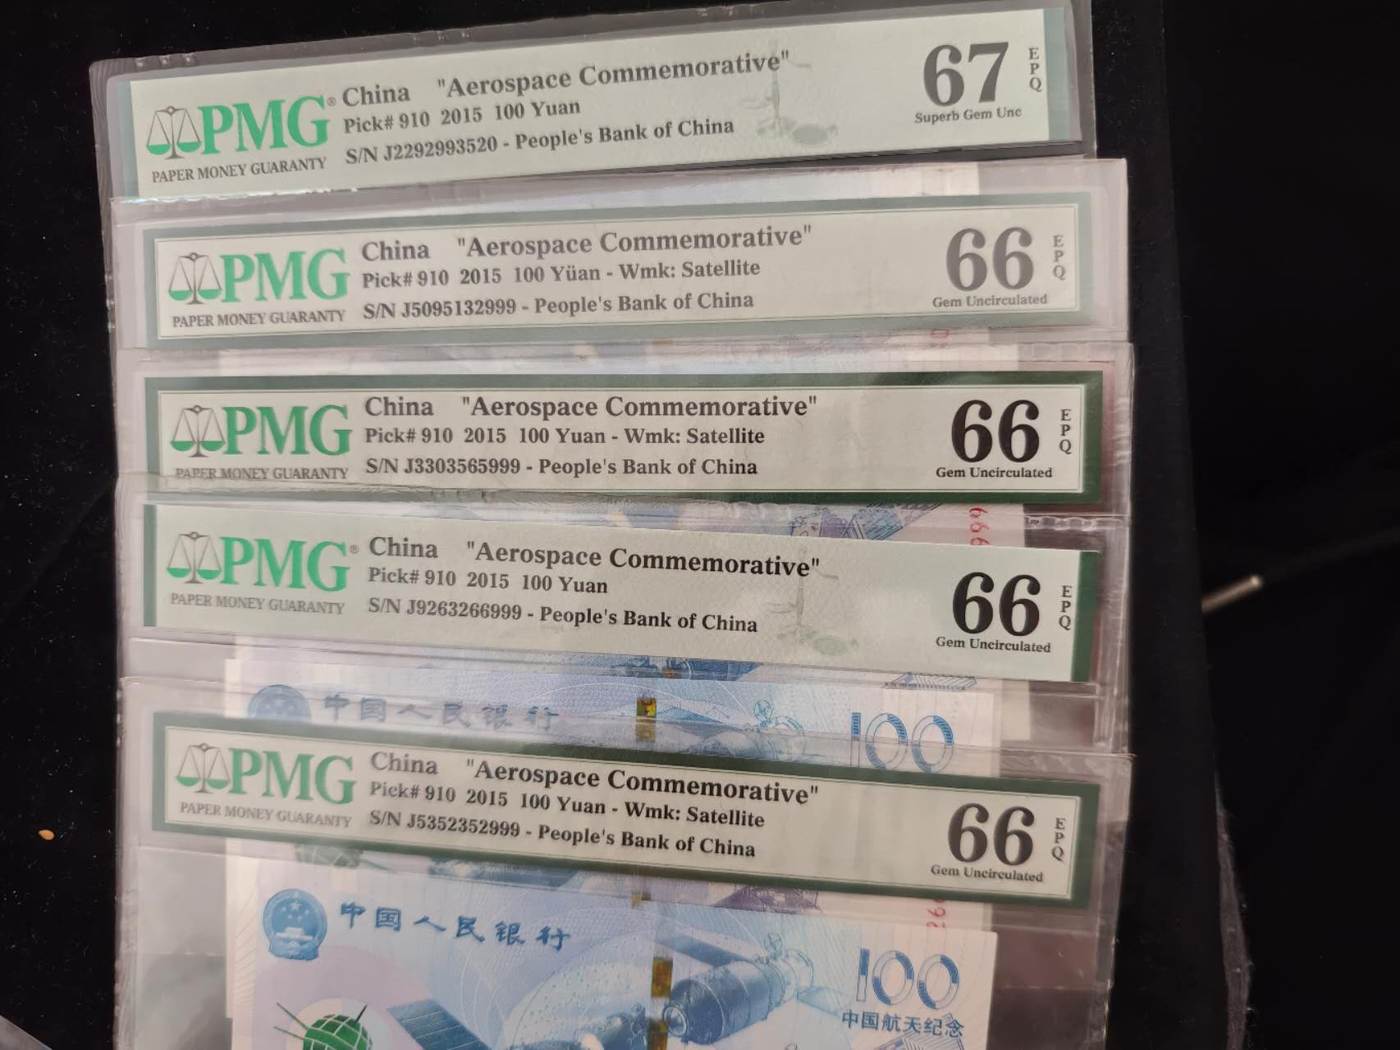 PMG®
PAPER MONEY GUARANTY
China "Aerospace Commemorative"
Pick# 910 2015 100 Yuan
S/N J2292993520 - People's Bank of China
67
EPQ
Superb Gem Unc
PMG
PAPER MONEY GUARANTY
China "Aerospace Commemorative"
Pick# 910 2015 100 Yüan - Wmk: Satellite
S/N J5095132999 - People's Bank of China
66
EPQ
Gem Uncirculated
PMG
PAPER MONEY GUARANTY
China "Aerospace Commemorative"
Pick# 910 2015 100 Yuan - Wmk: Satellite
S/N J3303565999 - People's Bank of China
66
EPQ
Gem Uncirculated
PMG®
PAPER MONEY GUARANTY
China "Aerospace Commemorative"
Pick# 910 2015 100 Yuan
S/N J9263266999 - People's Bank of China
66
EPQ
Gem Uncirculated
中国人民银行
100
PMG
PAPER MONEY GUARANTY
China "Aerospace Commemorative"
Pick# 910 2015 100 Yuan - Wmk: Satellite
S/N J5352352999 - People's Bank of China
66
EPQ
Gem Uncirculated
中国人民银行
100
中国航天纪念